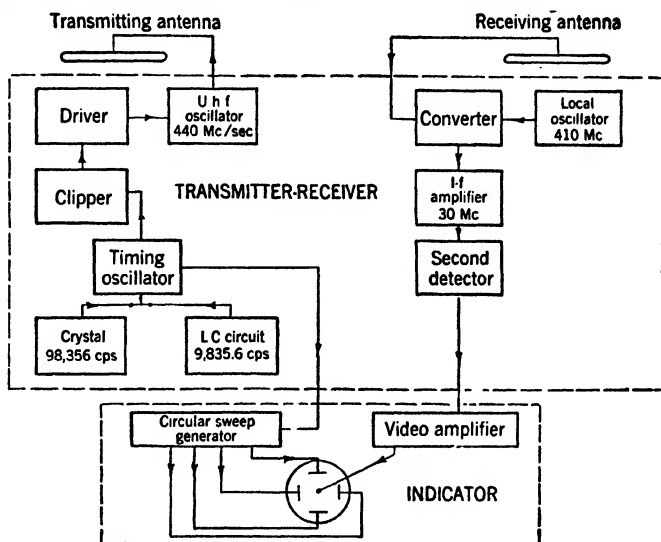 Transmitting antenna
Receiving antenna
Driver
U h f
oscillator
440 Mc/sec
Converter
Local
oscillator
410 Mc
Clipper
TRANSMITTER-RECEIVER
I-f
amplifier
30 Mc
Timing
oscillator
Second
detector
Crystal
98,356 cps
L C circuit
9,835.6 cps
Circular sweep
generator
Video amplifier
INDICATOR